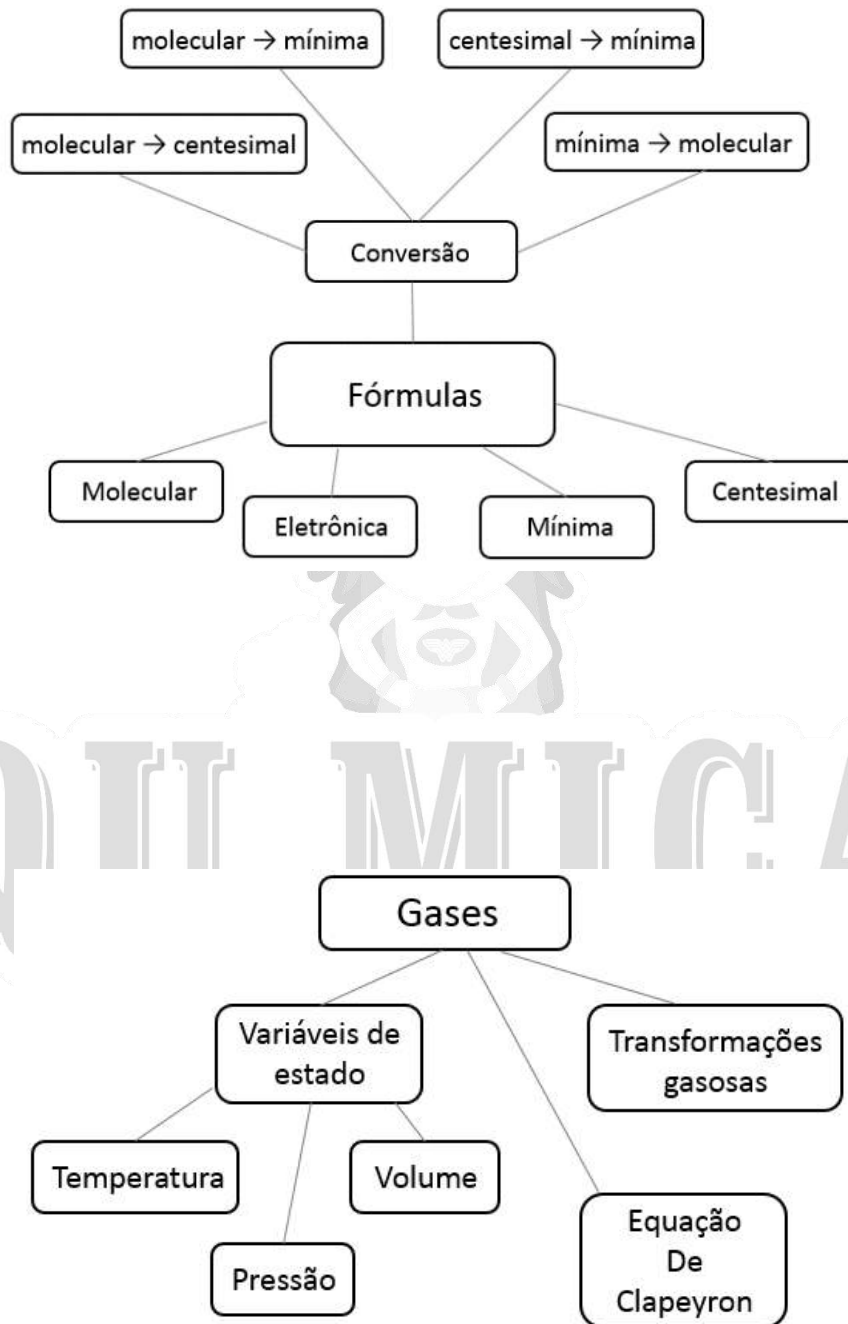 molecular → mínima
centesimal → mínima
molecular → centesimal
mínima → molecular
Conversão
Fórmulas
Molecular
Eletrônica
Mínima
Centesimal
QUIMICA
Gases
Variáveis de
estado
Transformações
gasosas
Temperatura
Volume
Pressão
Equação
De
Clapeyron